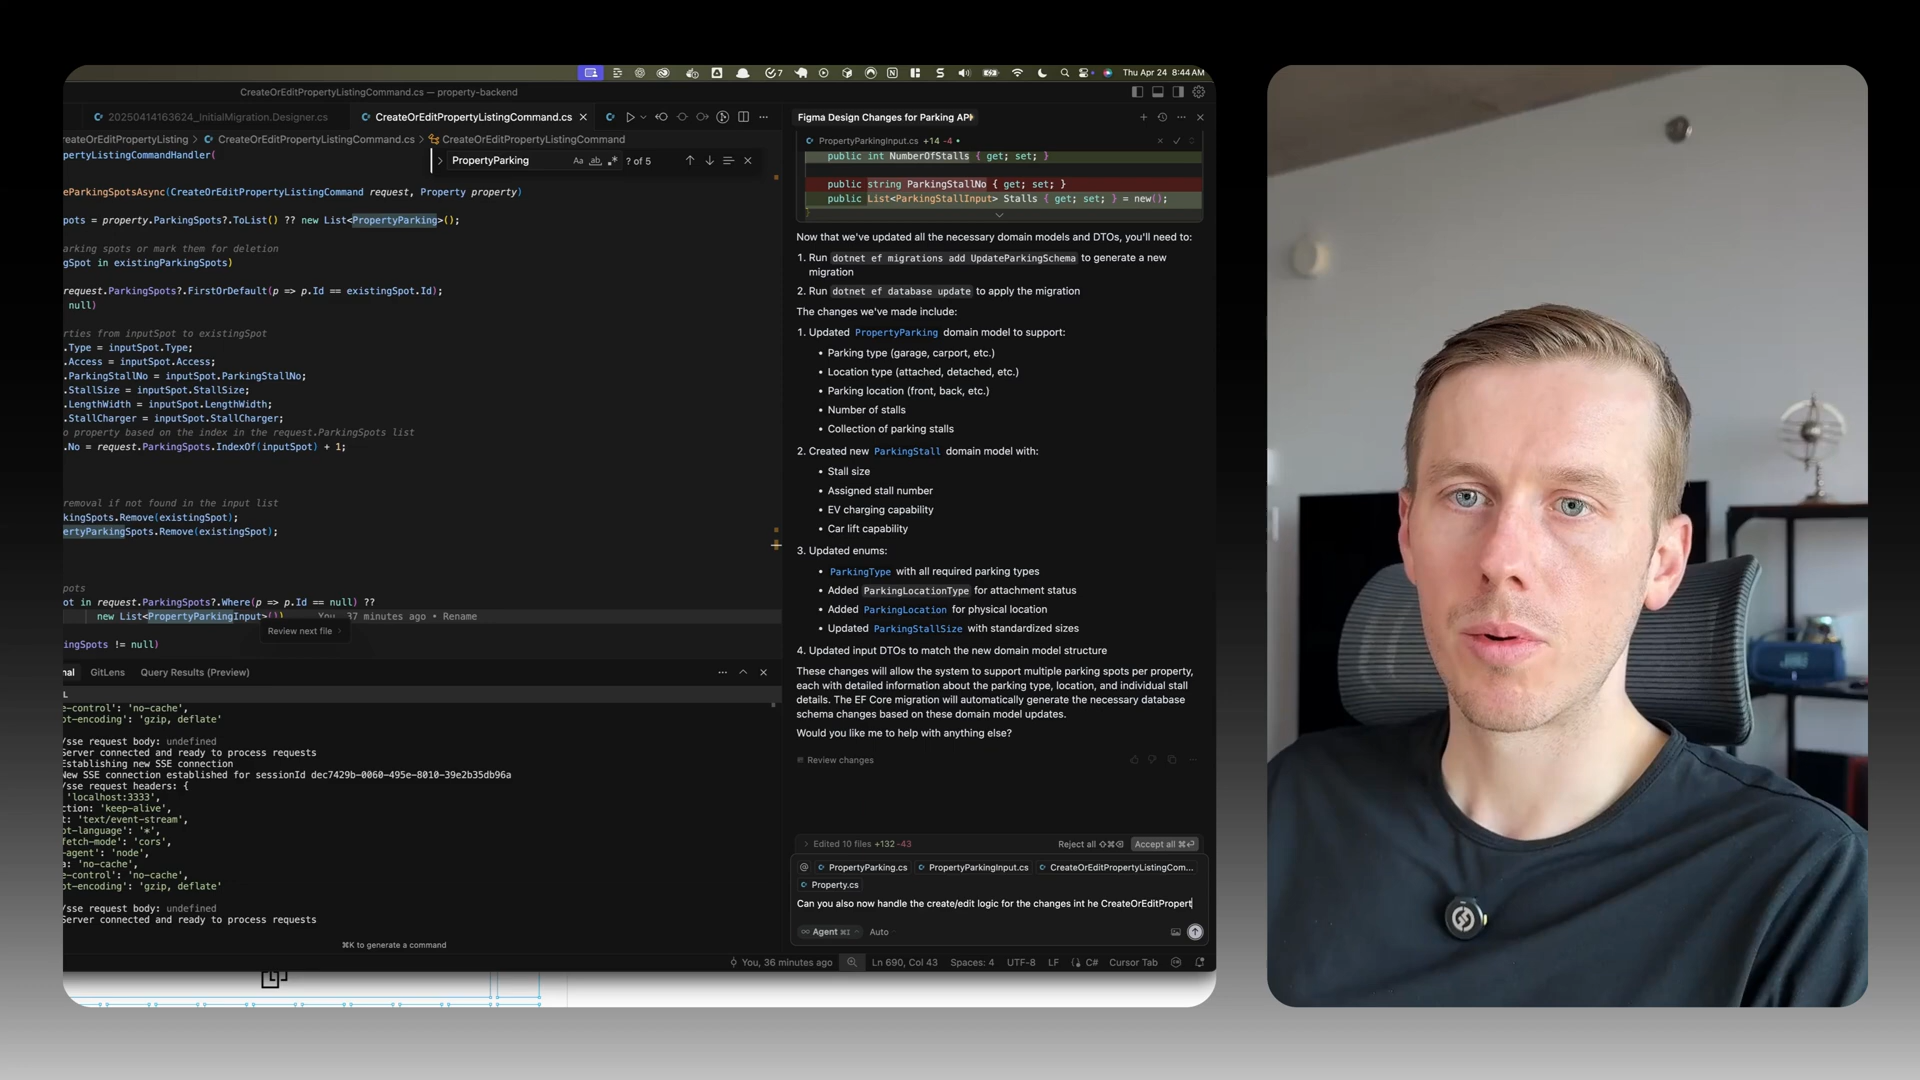 7
Thu Apr 24 8:44 AM
CreateOrEditPropertyListingCommand.cs — property-backend
20250414163624_InitialMigration.Designer.cs
CreateOrEditPropertyListingCommand.cs
reateOrEditPropertyListing > CreateOrEditPropertyListingCommand.cs > CreateOrEditPropertyListingCommand
pertyListingCommandHandler(
PropertyParking
Aa
ab
? of 5
eParkingSpotsAsync(CreateOrEditPropertyListingCommand request, Property property)
pots = property.ParkingSpots?.ToList() ?? new List<PropertyParking>();
arking spots or mark them for deletion
gSpot in existingParkingSpots)
request.ParkingSpots?.FirstOrDefault(p => p.Id == existingSpot.Id);
null)
rties from inputSpot to existingSpot
.Type = inputSpot.Type;
.Access = inputSpot.Access;
.ParkingStallNo = inputSpot.ParkingStallNo;
.StallSize = inputSpot.StallSize;
.LengthWidth = inputSpot.LengthWidth;
.StallCharger = inputSpot.StallCharger;
o property based on the index in the request.ParkingSpots list
.No = request.ParkingSpots.IndexOf(inputSpot) + 1;
removal if not found in the input list
kingSpots.Remove(existingSpot);
ertyParkingSpots.Remove(existingSpot);
pots
ot in request.ParkingSpots?.Where(p => p.Id == null) ??
new List<PropertyParkingInput>())
You, 37 minutes ago • Rename
Review next file
ingSpots != null)
nal
GitLens
Query Results (Preview)
L
e-control': 'no-cache',
pt-encoding': 'gzip, deflate'
/sse request body: undefined
Server connected and ready to process requests
Establishing new SSE connection
New SSE connection established for sessionId dec7429b-0060-495e-8010-39e2b35db96a
/sse request headers: {
'localhost:3333',
ction: 'keep-alive',
t: 'text/event-stream',
pt-language': '*',
fetch-mode': 'cors',
-agent': 'node',
a: 'no-cache',
e-control': 'no-cache',
pt-encoding': 'gzip, deflate'
/sse request body: undefined
Server connected and ready to process requests
⌘K to generate a command
Figma Design Changes for Parking API
PropertyParkingInput.cs +14 -4 •
public int NumberOfStalls { get; set; }
public string ParkingStallNo { get; set; }
public List<ParkingStallInput> Stalls { get; set; } = new();
Now that we've updated all the necessary domain models and DTOs, you'll need to:
1. Run dotnet ef migrations add UpdateParkingSchema to generate a new
migration
2. Run dotnet ef database update to apply the migration
The changes we've made include:
1. Updated PropertyParking domain model to support:
• Parking type (garage, carport, etc.)
• Location type (attached, detached, etc.)
• Parking location (front, back, etc.)
• Number of stalls
• Collection of parking stalls
2. Created new ParkingStall domain model with:
• Stall size
• Assigned stall number
• EV charging capability
• Car lift capability
3. Updated enums:
• ParkingType with all required parking types
• Added ParkingLocationType for attachment status
• Added ParkingLocation for physical location
• Updated ParkingStallSize with standardized sizes
4. Updated input DTOs to match the new domain model structure
These changes will allow the system to support multiple parking spots per property,
each with detailed information about the parking type, location, and individual stall
details. The EF Core migration will automatically generate the necessary database
schema changes based on these domain model updates.
Would you like me to help with anything else?
Review changes
Edited 10 files +132 -43
Reject all ⇧⌘⌫
Accept all ⌘⏎
@
PropertyParking.cs
PropertyParkingInput.cs
CreateOrEditPropertyListingCom...
Property.cs
Can you also now handle the create/edit logic for the changes int he CreateOrEditPropert
Agent ⌘I
Auto
You, 36 minutes ago
Ln 690, Col 43
Spaces: 4
UTF-8
LF
C#
Cursor Tab